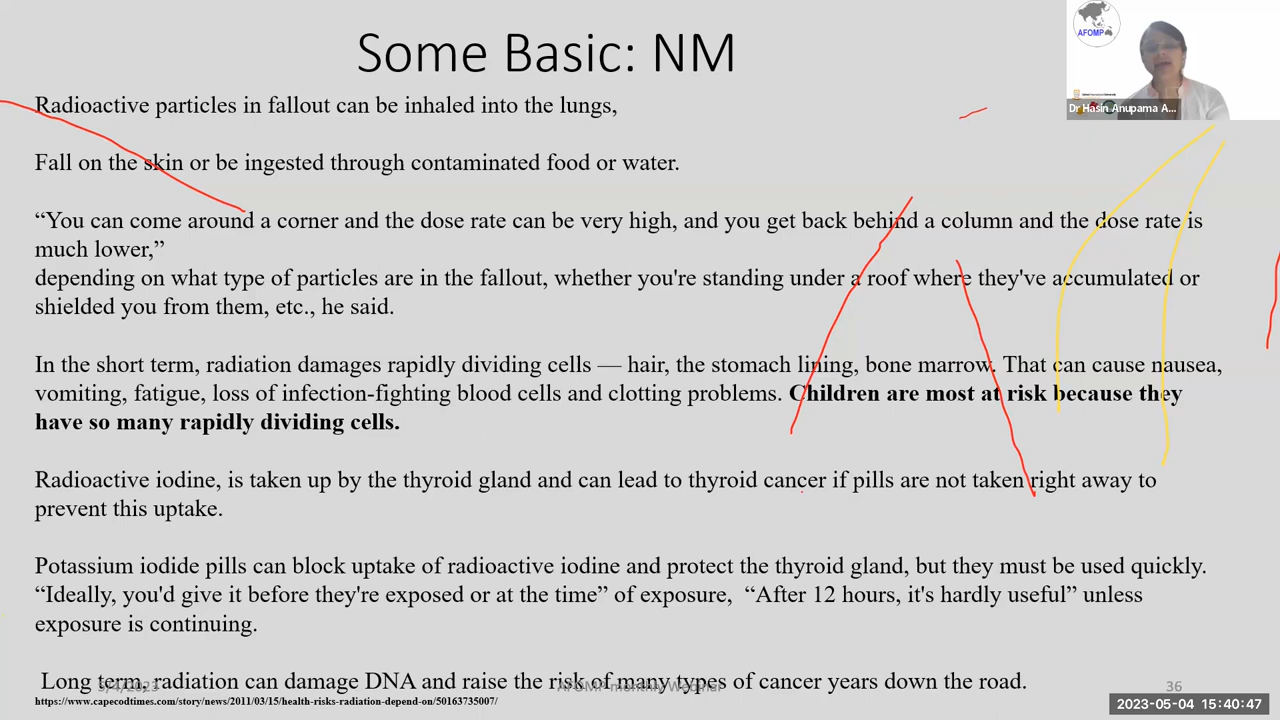 Some Basic: NM
AFOMP
Dr Hasin Anupama A...
Radioactive particles in fallout can be inhaled into the lungs,
Fall on the skin or be ingested through contaminated food or water.
“You can come around a corner and the dose rate can be very high, and you get back behind a column and the dose rate is
much lower,”
depending on what type of particles are in the fallout, whether you're standing under a roof where they've accumulated or
shielded you from them, etc., he said.
In the short term, radiation damages rapidly dividing cells — hair, the stomach lining, bone marrow. That can cause nausea,
vomiting, fatigue, loss of infection-fighting blood cells and clotting problems. Children are most at risk because they
have so many rapidly dividing cells.
Radioactive iodine, is taken up by the thyroid gland and can lead to thyroid cancer if pills are not taken right away to
prevent this uptake.
Potassium iodide pills can block uptake of radioactive iodine and protect the thyroid gland, but they must be used quickly.
“Ideally, you'd give it before they're exposed or at the time” of exposure, “After 12 hours, it's hardly useful” unless
exposure is continuing.
Long term, radiation can damage DNA and raise the risk of many types of cancer years down the road.
5/4/2023
AFOMP monthly Webinar
36
https://www.capecodtimes.com/story/news/2011/03/15/health-risks-radiation-depend-on/50163735007/
2023-05-04 15:40:47